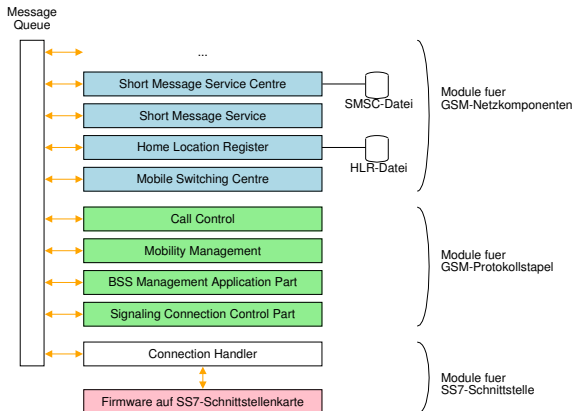 Message
Queue
...
Short Message Service Centre
SMSC-Datei
Module fuer
GSM-Netzkomponenten
Short Message Service
Home Location Register
HLR-Datei
Mobile Switching Centre
Call Control
Mobility Management
BSS Management Application Part
Signaling Connection Control Part
Module fuer
GSM-Protokollstapel
Connection Handler
Firmware auf SS7-Schnittstellenkarte
Module fuer
SS7-Schnittstelle